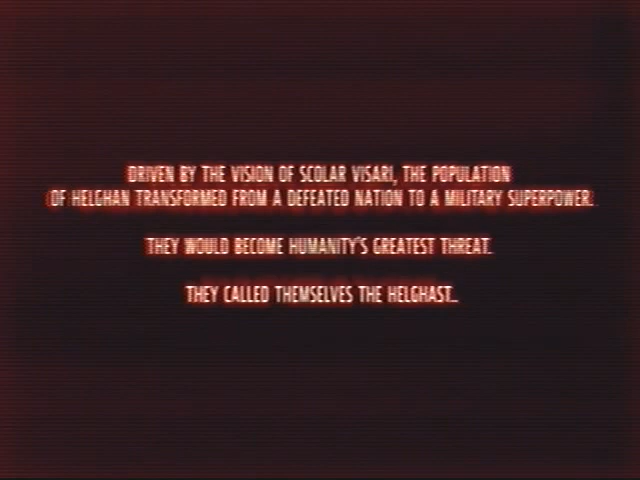 DRIVEN BY THE VISION OF SCOLAR VISARI, THE POPULATION
OF HELGHAN TRANSFORMED FROM A DEFEATED NATION TO A MILITARY SUPERPOWER.
THEY WOULD BECOME HUMANITY'S GREATEST THREAT.
THEY CALLED THEMSELVES THE HELGHAST...